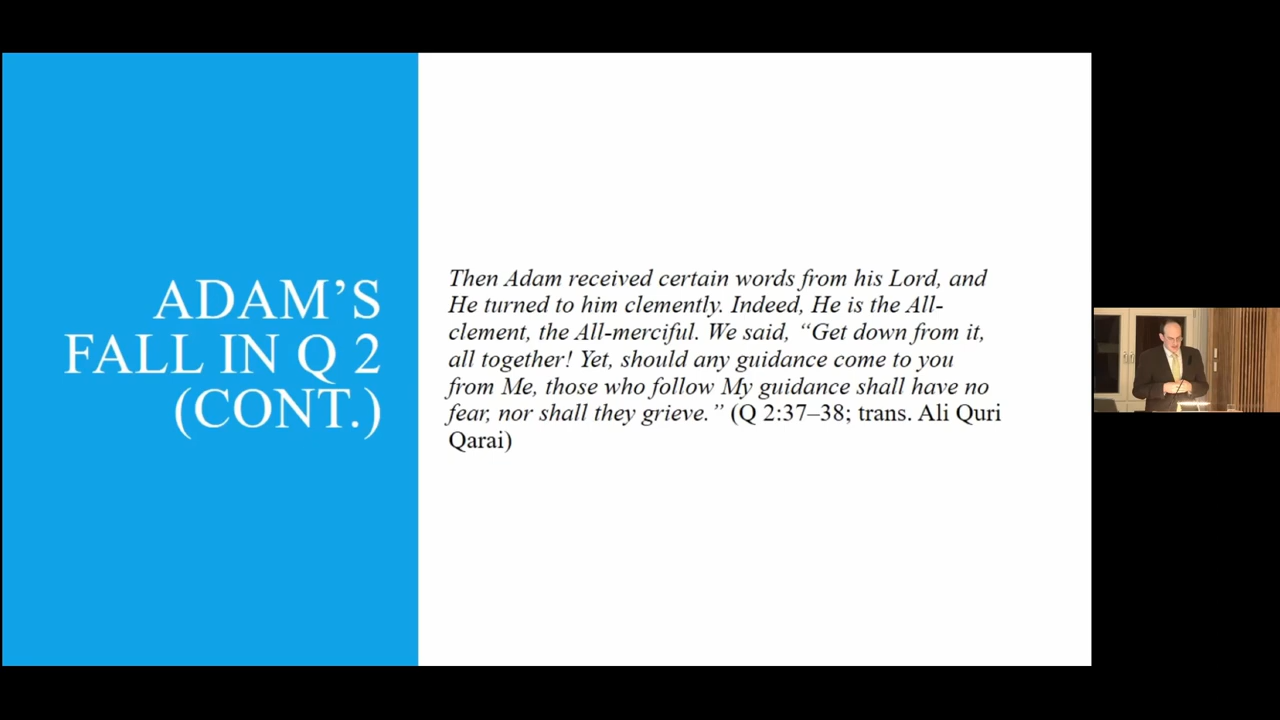 ADAM’S
FALL IN Q 2
(CONT.)
Then Adam received certain words from his Lord, and
He turned to him clemently. Indeed, He is the All-
clement, the All-merciful. We said, “Get down from it,
all together! Yet, should any guidance come to you
from Me, those who follow My guidance shall have no
fear, nor shall they grieve.” (Q 2:37–38; trans. Ali Quri
Qarai)